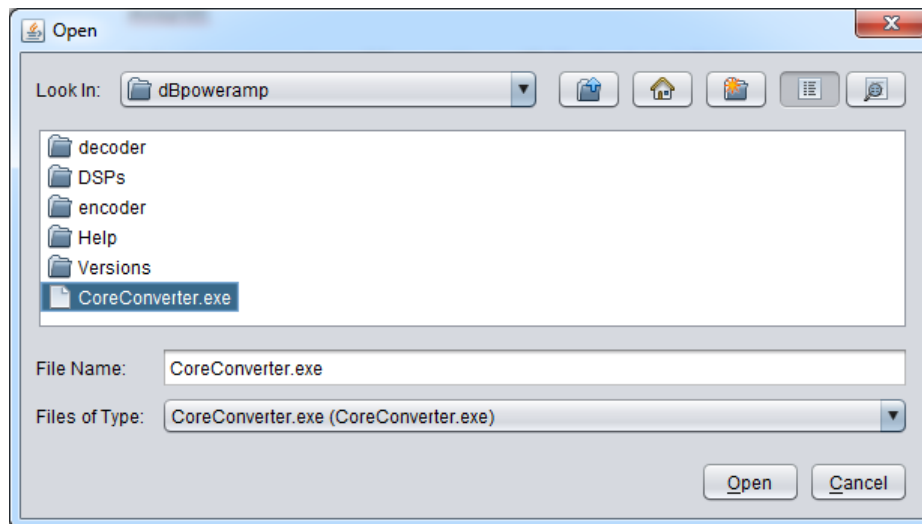 Open
Look In: dBpoweramp
decoder
DSPs
encoder
Help
Versions
CoreConverter.exe
File Name: CoreConverter.exe
Files of Type: CoreConverter.exe (CoreConverter.exe)
Open Cancel